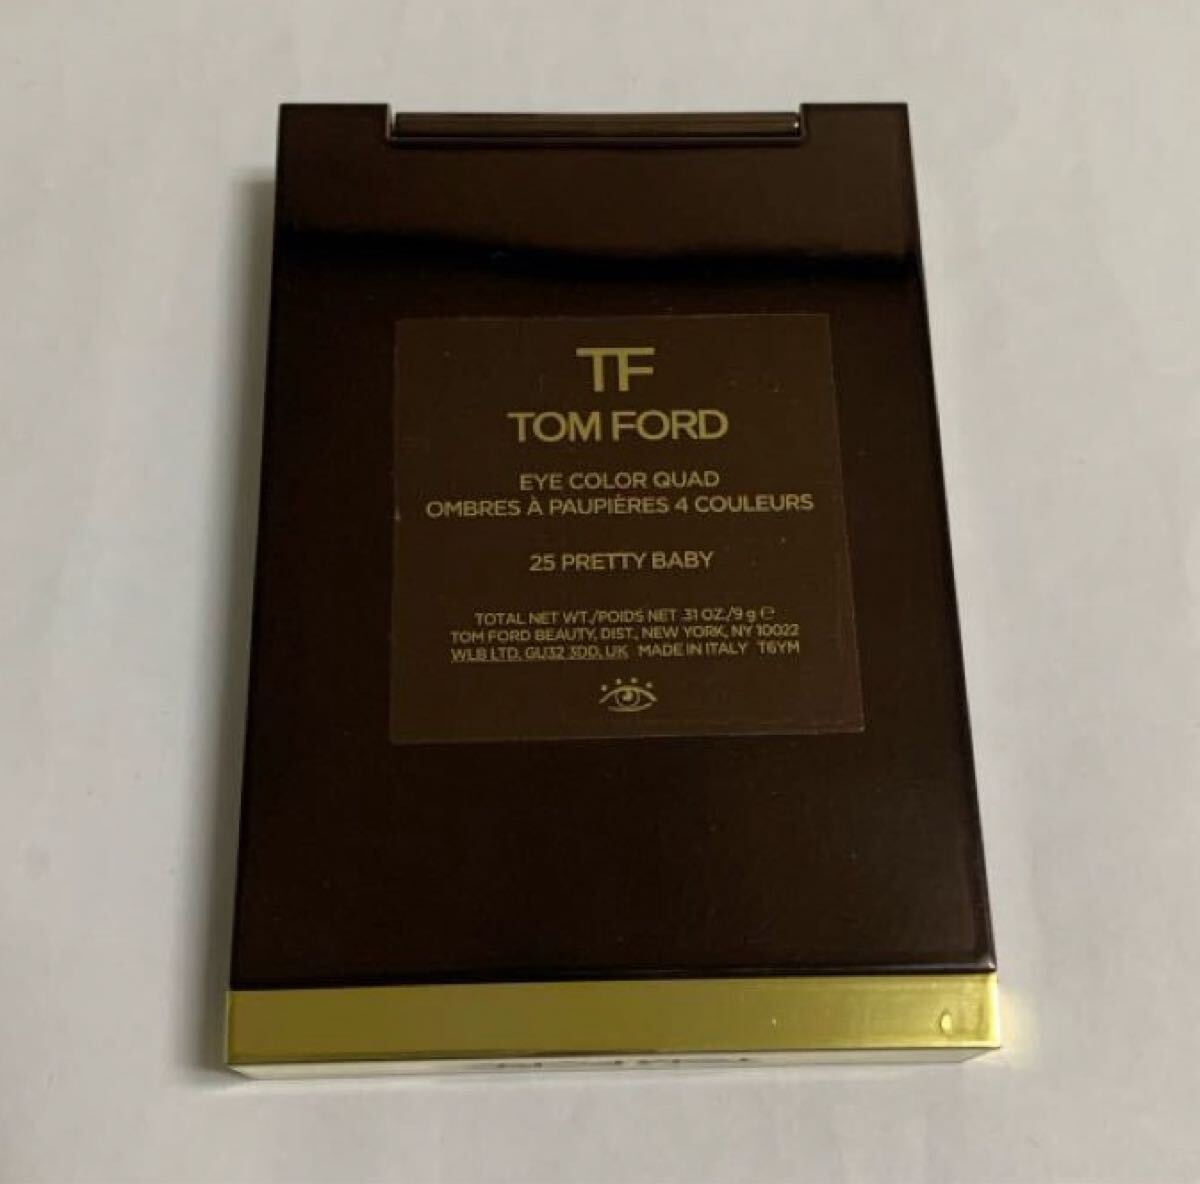 TF
TOM FORD
EYE COLOR QUAD
OMBRES À PAUPIÈRES 4 COULEURS
25 PRETTY BABY
TOTAL NET WT./POIDS NET .31 OZ./9 g ℮
TOM FORD BEAUTY, DIST., NEW YORK, NY 10022
WLB LTD, GU32 3DD, UK MADE IN ITALY T6YM